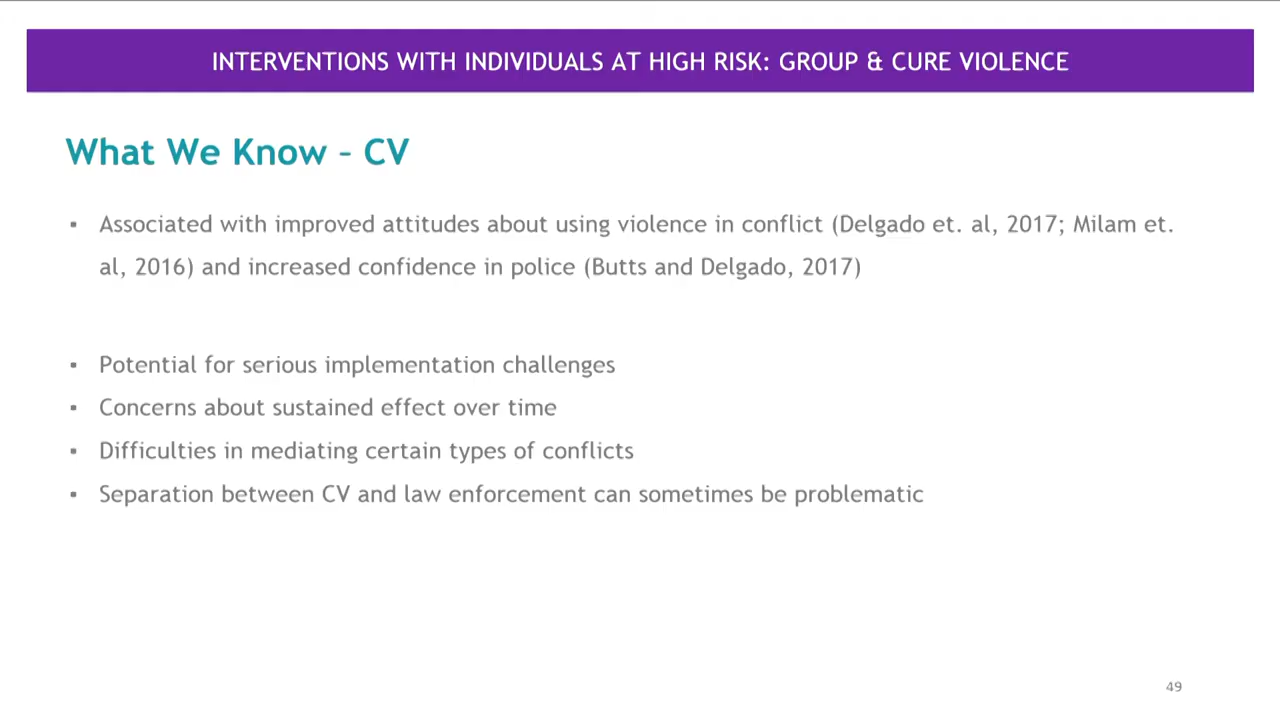 INTERVENTIONS WITH INDIVIDUALS AT HIGH RISK: GROUP & CURE VIOLENCE
What We Know – CV
▪ Associated with improved attitudes about using violence in conflict (Delgado et. al, 2017; Milam et.
al, 2016) and increased confidence in police (Butts and Delgado, 2017)
▪ Potential for serious implementation challenges
▪ Concerns about sustained effect over time
▪ Difficulties in mediating certain types of conflicts
▪ Separation between CV and law enforcement can sometimes be problematic
49